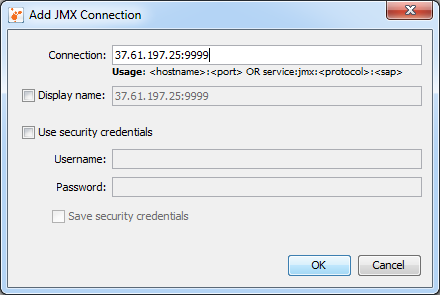 Add JMX Connection
Connection: 37.61.197.25:9999
Usage: <hostname>:<port> OR service:jmx:<protocol>:<sap>
Display name: 37.61.197.25:9999
Use security credentials
Username:
Password:
Save security credentials
OK Cancel